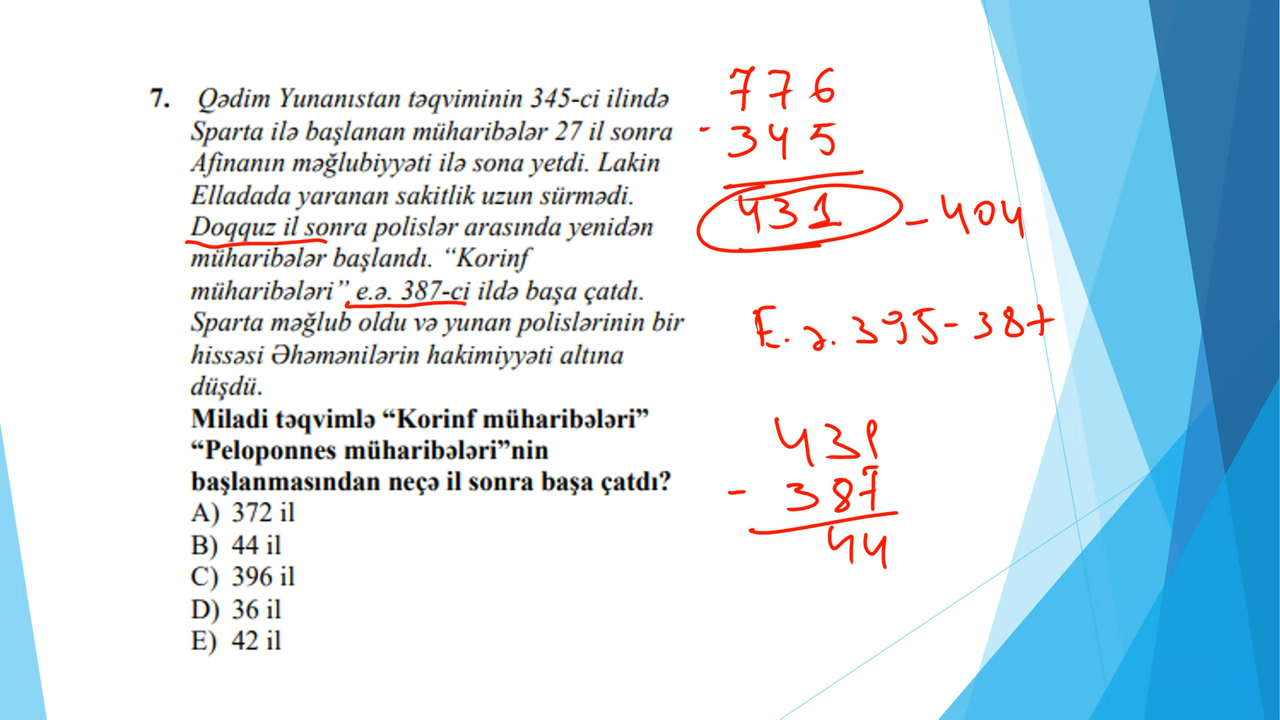 7. Qədim Yunanıstan təqviminin 345-ci ilində
Sparta ilə başlanan müharibələr 27 il sonra
Afinanın məğlubiyyəti ilə sona yetdi. Lakin
Elladada yaranan sakitlik uzun sürmədi.
Doqquz il sonra polislər arasında yenidən
müharibələr başlandı. “Korinf
müharibələri” e.ə. 387-ci ildə başa çatdı.
Sparta məğlub oldu və yunan polislərinin bir
hissəsi Əhəmənilərin hakimiyyəti altına
düşdü.
Miladi təqvimlə “Korinf müharibələri”
“Peloponnes müharibələri”nin
başlanmasından neçə il sonra başa çatdı?
A) 372 il
B) 44 il
C) 396 il
D) 36 il
E) 42 il
776
- 345
431 - 404
E. ə. 395-387
431
- 387
44